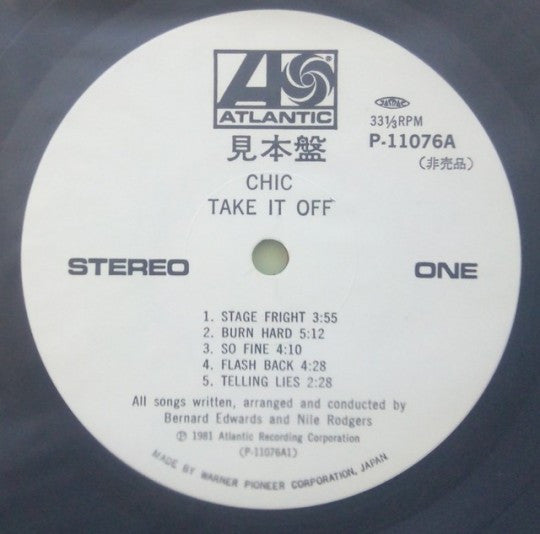 ATLANTIC
見本盤
JASRAC
33⅓RPM
P-11076A
(非売品)
CHIC
TAKE IT OFF
STEREO
ONE
1. STAGE FRIGHT 3:55
2. BURN HARD 5:12
3. SO FINE 4:10
4. FLASH BACK 4:28
5. TELLING LIES 2:28
All songs written, arranged and conducted by
Bernard Edwards and Nile Rodgers
Ⓟ 1981 Atlantic Recording Corporation
(P-11076A1)
MADE BY WARNER PIONEER CORPORATION, JAPAN